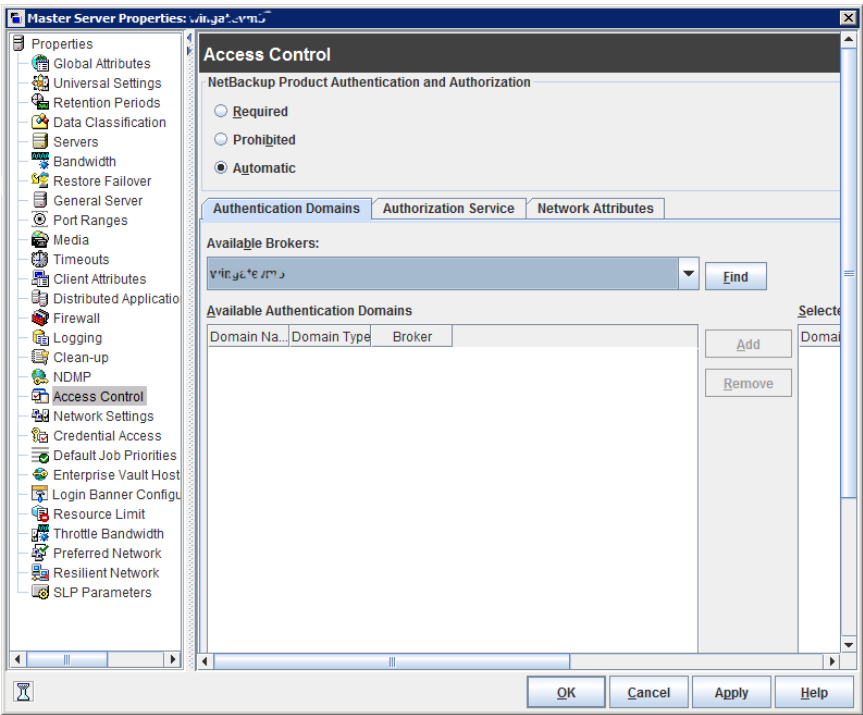 Master Server Properties:
Properties
Global Attributes
Universal Settings
Retention Periods
Data Classification
Servers
Bandwidth
Restore Failover
General Server
Port Ranges
Media
Timeouts
Client Attributes
Distributed Applicatio
Firewall
Logging
Clean-up
NDMP
Access Control
Network Settings
Credential Access
Default Job Priorities
Enterprise Vault Host
Login Banner Configu
Resource Limit
Throttle Bandwidth
Preferred Network
Resilient Network
SLP Parameters
Access Control
NetBackup Product Authentication and Authorization
Required
Prohibited
Automatic
Authentication Domains Authorization Service Network Attributes
Available Brokers:
Find
Available Authentication Domains Selecte
Domain Na... Domain Type Broker Domai
Add
Remove
OK Cancel Apply Help